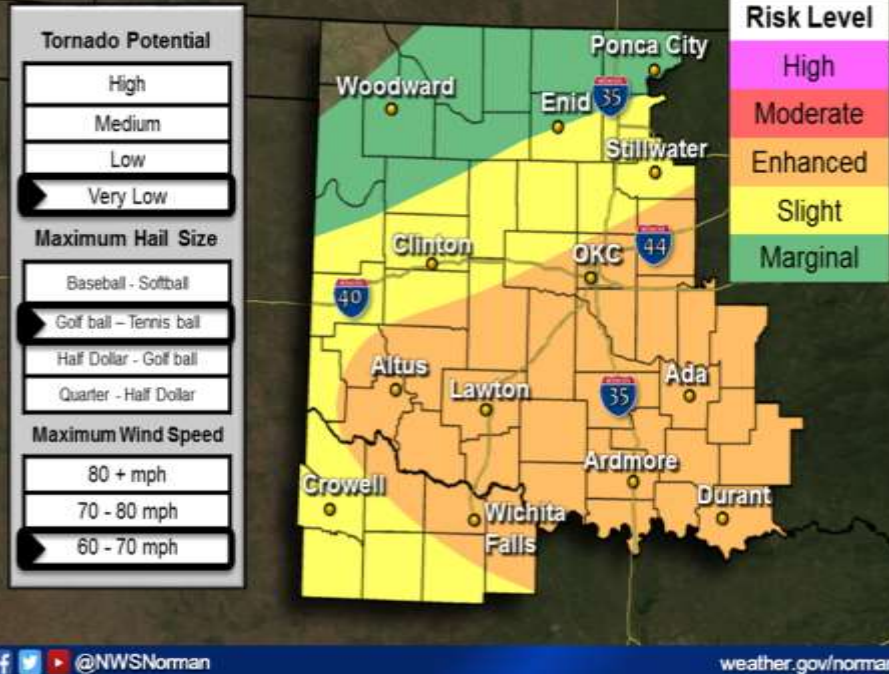 Tornado Potential
High
Medium
Low
Very Low
Maximum Hail Size
Baseball - Softball
Golf ball – Tennis ball
Half Dollar - Golf ball
Quarter - Half Dollar
Maximum Wind Speed
80 + mph
70 - 80 mph
60 - 70 mph
Ponca City
Woodward
Enid
35
Stillwater
Clinton
OKC
44
40
Altus
Lawton
35
Ada
Ardmore
Crowell
Durant
Wichita
Falls
Risk Level
High
Moderate
Enhanced
Slight
Marginal
@NWSNorman
weather.gov/norman